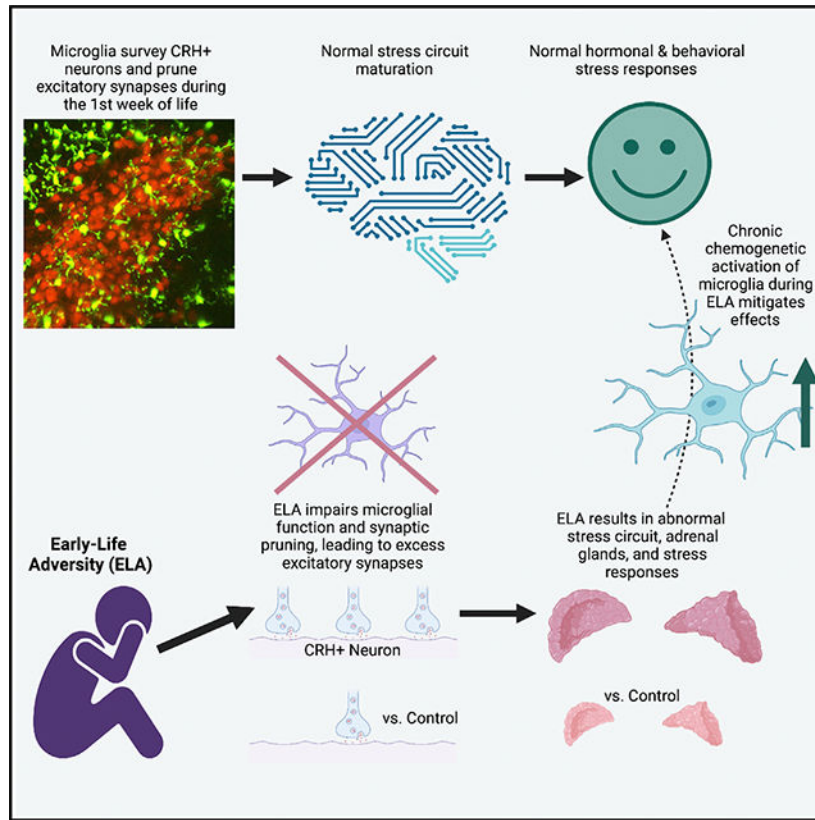 Microglia survey CRH+
neurons and prune
excitatory synapses during
the 1st week of life
Normal stress circuit
maturation
Normal hormonal & behavioral
stress responses
Chronic
chemogenetic
activation of
microglia during
ELA mitigates
effects
Early-Life
Adversity (ELA)
ELA impairs microglial
function and synaptic
pruning, leading to excess
excitatory synapses
CRH+ Neuron
vs. Control
ELA results in abnormal
stress circuit, adrenal
glands, and stress
responses
vs. Control